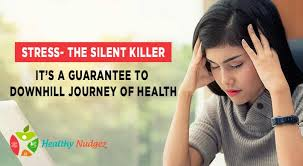 STRESS- THE SILENT KILLER
IT'S A GUARANTEE TO
DOWNHILL JOURNEY OF HEALTH
Healthy Nudgez